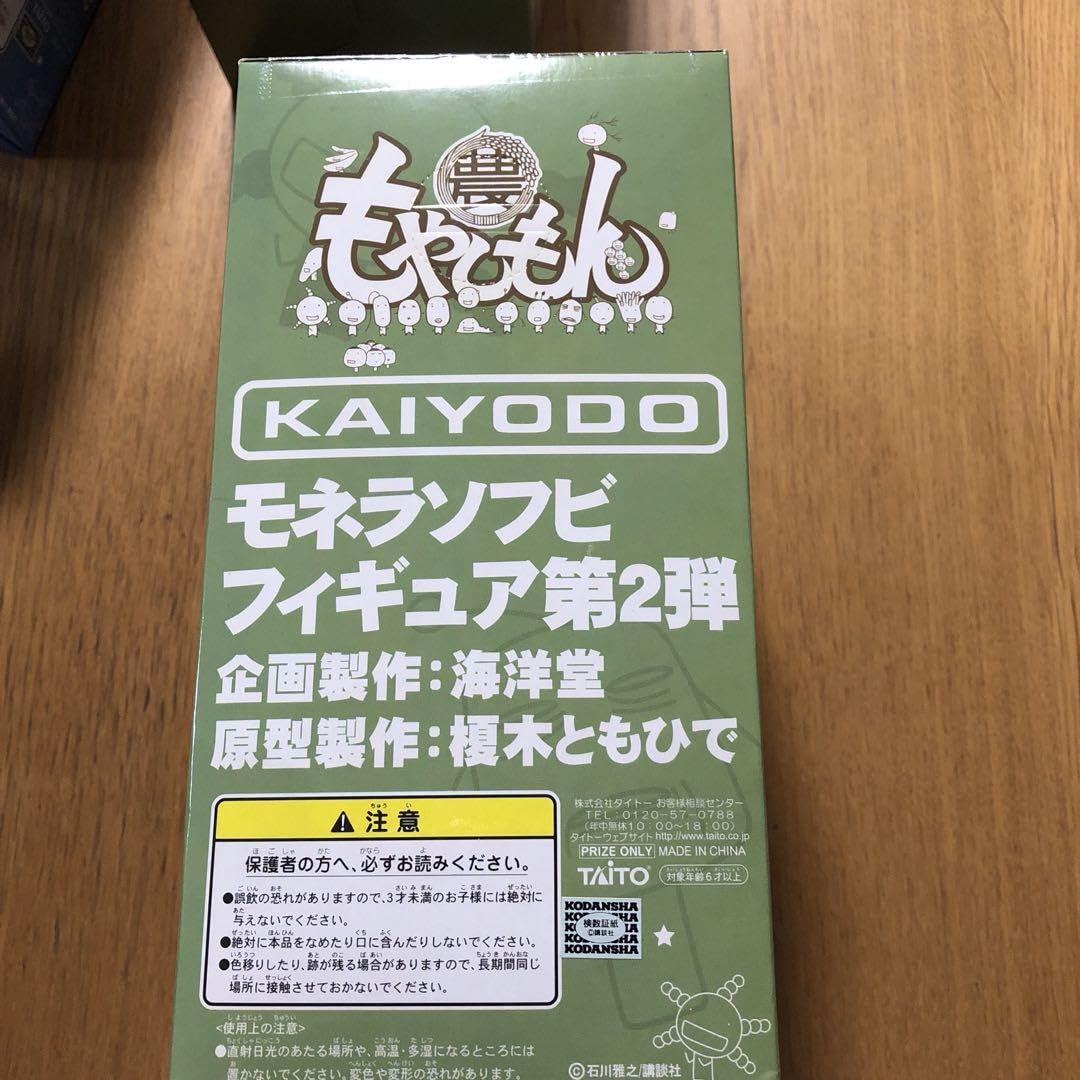 農
もやしもん
KAIYODO
モネラソフビ
フィギュア第2弾
企画製作：海洋堂
原型製作：榎木ともひで
株式会社タイトー お客様相談センター
TEL：0120-57-0788
（年中無休10：00〜18：00）
タイトーウェブサイト http://www.taito.co.jp
PRIZE ONLY MADE IN CHINA
TAITO 対象年齢6才以上
KODANSHA
検数証紙
©講談社
KODANSHA
注意
保護者の方へ、必ずお読みください。
●誤飲の恐れがありますので、3才未満のお子様には絶対に
与えないでください。
●絶対に本品をなめたり口に含んだりしないでください。
●色移りしたり、跡が残る場合がありますので、長期間同じ
場所に接触させておかないでください。
<使用上の注意>
●直射日光のあたる場所や、高温・多湿になるところには
置かないでください。変色や変形の恐れがあります。
©石川雅之/講談社